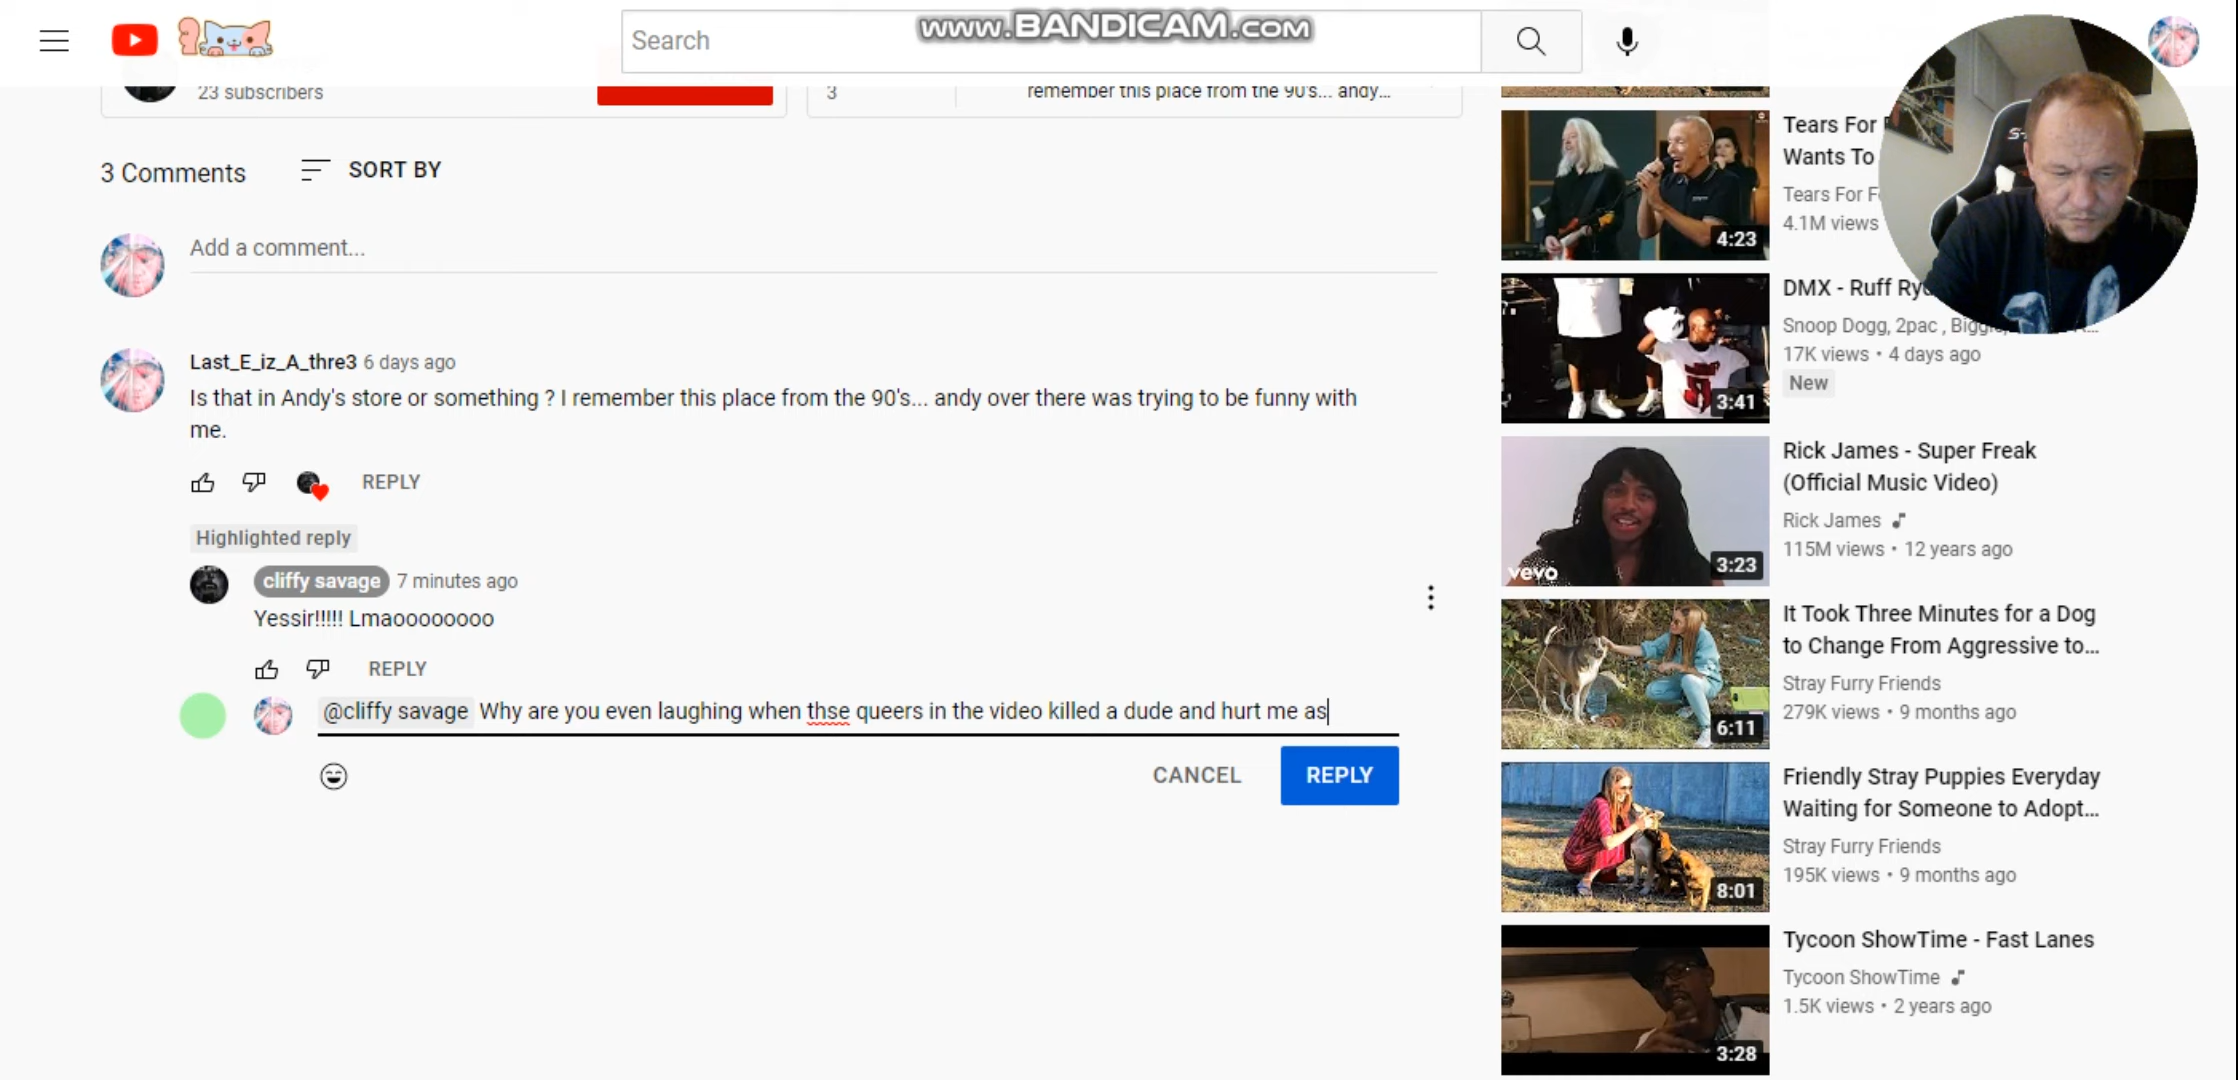 Search
www.BANDICAM.com
23 subscribers
3
remember this place from the 90's... andy...
3 Comments
SORT BY
Add a comment...
Last_E_iz_A_thre3 6 days ago
Is that in Andy's store or something ? I remember this place from the 90's... andy over there was trying to be funny with
me.
REPLY
Highlighted reply
cliffy savage 7 minutes ago
Yessir!!!!! Lmaoooooooo
REPLY
@cliffy savage Why are you even laughing when thse queers in the video killed a dude and hurt me as
CANCEL
REPLY
4:23
Tears For
Wants To
Tears For
4.1M views
3:41
DMX - Ruff
Snoop Dogg, 2pac ,
17K views • 4 days ago
New
vevo
3:23
Rick James - Super Freak
(Official Music Video)
Rick James
115M views • 12 years ago
6:11
It Took Three Minutes for a Dog
to Change From Aggressive to...
Stray Furry Friends
279K views • 9 months ago
8:01
Friendly Stray Puppies Everyday
Waiting for Someone to Adopt...
Stray Furry Friends
195K views • 9 months ago
3:28
Tycoon ShowTime - Fast Lanes
Tycoon ShowTime
1.5K views • 2 years ago